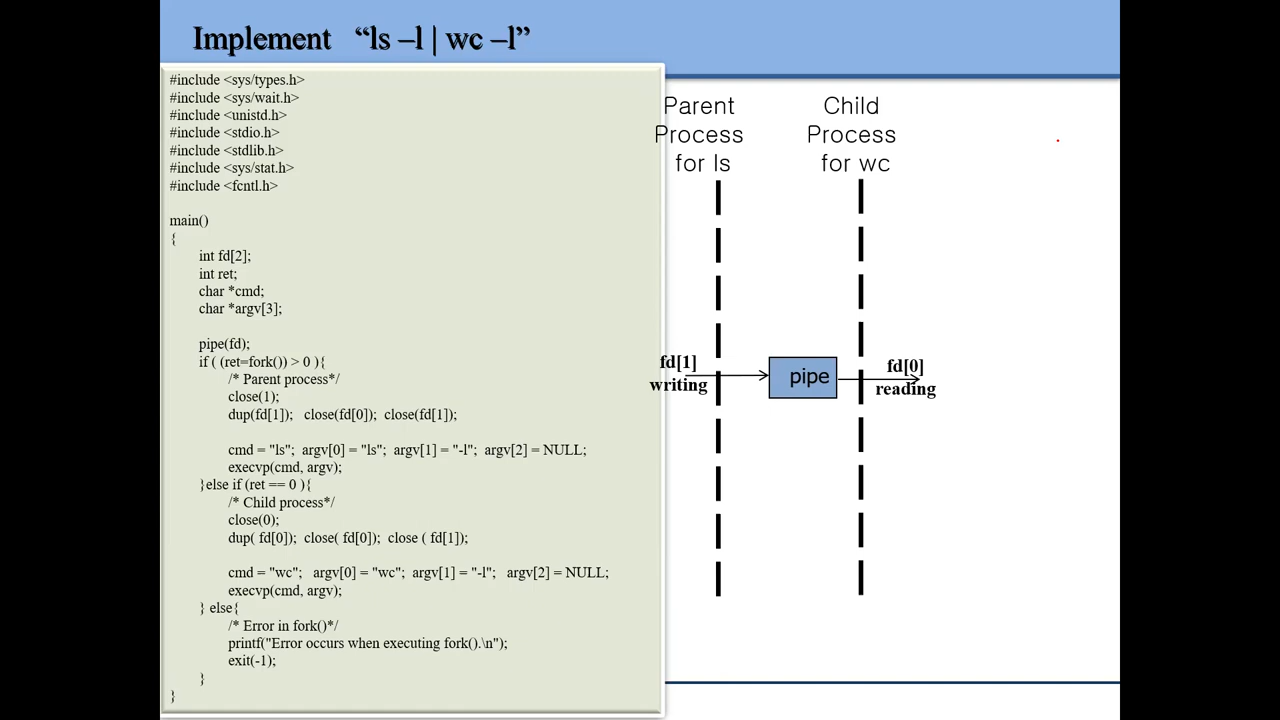 Implement “ls –l | wc –l”
#include <sys/types.h>
#include <sys/wait.h>
#include <unistd.h>
#include <stdio.h>
#include <stdlib.h>
#include <sys/stat.h>
#include <fcntl.h>
main()
{
int fd[2];
int ret;
char *cmd;
char *argv[3];
pipe(fd);
if ( (ret=fork()) > 0 ){
/* Parent process*/
close(1);
dup(fd[1]); close(fd[0]); close(fd[1]);
cmd = "ls"; argv[0] = "ls"; argv[1] = "-l"; argv[2] = NULL;
execvp(cmd, argv);
}else if (ret == 0 ){
/* Child process*/
close(0);
dup( fd[0]); close( fd[0]); close ( fd[1]);
cmd = "wc"; argv[0] = "wc"; argv[1] = "-l"; argv[2] = NULL;
execvp(cmd, argv);
} else{
/* Error in fork()*/
printf("Error occurs when executing fork().\n");
exit(-1);
}
}
Parent
Process
for ls
Child
Process
for wc
fd[1]
writing
pipe
fd[0]
reading